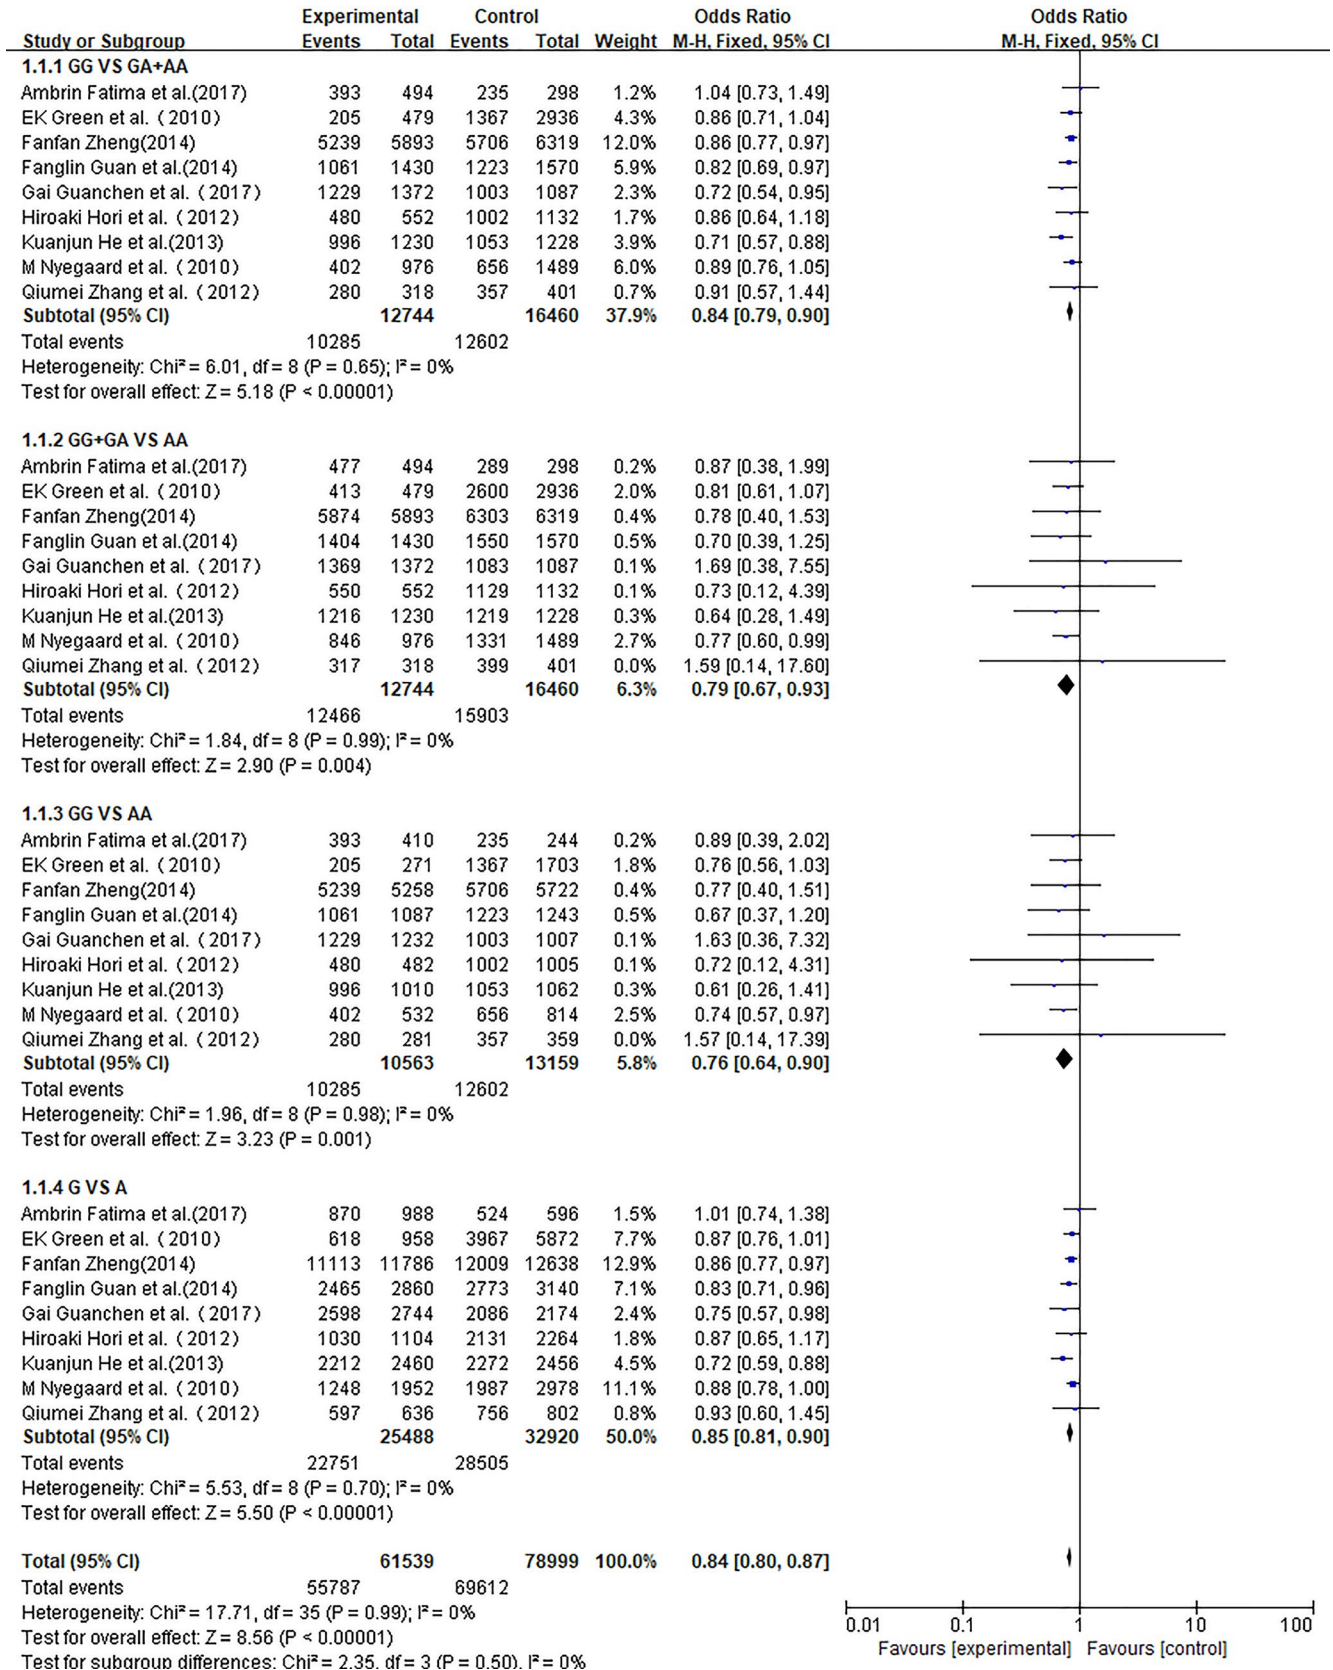 Experimental Control Odds Ratio Odds Ratio
Study or Subgroup Events Total Events Total Weight M-H, Fixed, 95% CI M-H, Fixed, 95% CI
1.1.1 GG VS GA+AA
Ambrin Fatima et al.(2017) 393 494 235 298 1.2% 1.04 [0.73, 1.49]
EK Green et al. ( 2010) 205 479 1367 2936 4.3% 0.86 [0.71, 1.04]
Fanfan Zheng(2014) 5239 5893 5706 6319 12.0% 0.86 [0.77, 0.97]
Fanglin Guan et al.(2014) 1061 1430 1223 1570 5.9% 0.82 [0.69, 0.97]
Gai Guanchen et al. ( 2017) 1229 1372 1003 1087 2.3% 0.72 [0.54, 0.95]
Hiroaki Hori et al. ( 2012) 480 552 1002 1132 1.7% 0.86 [0.64, 1.18]
Kuanjun He et al.(2013) 996 1230 1053 1228 3.9% 0.71 [0.57, 0.88]
M Nyegaard et al. ( 2010) 402 976 656 1489 6.0% 0.89 [0.76, 1.05]
Qiumei Zhang et al. ( 2012) 280 318 357 401 0.7% 0.91 [0.57, 1.44]
Subtotal (95% CI) 12744 16460 37.9% 0.84 [0.79, 0.90]
Total events 10285 12602
Heterogeneity: Chi² = 6.01, df = 8 (P = 0.65); I² = 0%
Test for overall effect: Z = 5.18 (P < 0.00001)
1.1.2 GG+GA VS AA
Ambrin Fatima et al.(2017) 477 494 289 298 0.2% 0.87 [0.38, 1.99]
EK Green et al. ( 2010) 413 479 2600 2936 2.0% 0.81 [0.61, 1.07]
Fanfan Zheng(2014) 5874 5893 6303 6319 0.4% 0.78 [0.40, 1.53]
Fanglin Guan et al.(2014) 1404 1430 1550 1570 0.5% 0.70 [0.39, 1.25]
Gai Guanchen et al. ( 2017) 1369 1372 1083 1087 0.1% 1.69 [0.38, 7.55]
Hiroaki Hori et al. ( 2012) 550 552 1129 1132 0.1% 0.73 [0.12, 4.39]
Kuanjun He et al.(2013) 1216 1230 1219 1228 0.3% 0.64 [0.28, 1.49]
M Nyegaard et al. ( 2010) 846 976 1331 1489 2.7% 0.77 [0.60, 0.99]
Qiumei Zhang et al. ( 2012) 317 318 399 401 0.0% 1.59 [0.14, 17.60]
Subtotal (95% CI) 12744 16460 6.3% 0.79 [0.67, 0.93]
Total events 12466 15903
Heterogeneity: Chi² = 1.84, df = 8 (P = 0.99); I² = 0%
Test for overall effect: Z = 2.90 (P = 0.004)
1.1.3 GG VS AA
Ambrin Fatima et al.(2017) 393 410 235 244 0.2% 0.89 [0.39, 2.02]
EK Green et al. ( 2010) 205 271 1367 1703 1.8% 0.76 [0.56, 1.03]
Fanfan Zheng(2014) 5239 5258 5706 5722 0.4% 0.77 [0.40, 1.51]
Fanglin Guan et al.(2014) 1061 1087 1223 1243 0.5% 0.67 [0.37, 1.20]
Gai Guanchen et al. ( 2017) 1229 1232 1003 1007 0.1% 1.63 [0.36, 7.32]
Hiroaki Hori et al. ( 2012) 480 482 1002 1005 0.1% 0.72 [0.12, 4.31]
Kuanjun He et al.(2013) 996 1010 1053 1062 0.3% 0.61 [0.26, 1.41]
M Nyegaard et al. ( 2010) 402 532 656 814 2.5% 0.74 [0.57, 0.97]
Qiumei Zhang et al. ( 2012) 280 281 357 359 0.0% 1.57 [0.14, 17.39]
Subtotal (95% CI) 10563 13159 5.8% 0.76 [0.64, 0.90]
Total events 10285 12602
Heterogeneity: Chi² = 1.96, df = 8 (P = 0.98); I² = 0%
Test for overall effect: Z = 3.23 (P = 0.001)
1.1.4 G VS A
Ambrin Fatima et al.(2017) 870 988 524 596 1.5% 1.01 [0.74, 1.38]
EK Green et al. ( 2010) 618 958 3967 5872 7.7% 0.87 [0.76, 1.01]
Fanfan Zheng(2014) 11113 11786 12009 12638 12.9% 0.86 [0.77, 0.97]
Fanglin Guan et al.(2014) 2465 2860 2773 3140 7.1% 0.83 [0.71, 0.96]
Gai Guanchen et al. ( 2017) 2598 2744 2086 2174 2.4% 0.75 [0.57, 0.98]
Hiroaki Hori et al. ( 2012) 1030 1104 2131 2264 1.8% 0.87 [0.65, 1.17]
Kuanjun He et al.(2013) 2212 2460 2272 2456 4.5% 0.72 [0.59, 0.88]
M Nyegaard et al. ( 2010) 1248 1952 1987 2978 11.1% 0.88 [0.78, 1.00]
Qiumei Zhang et al. ( 2012) 597 636 756 802 0.8% 0.93 [0.60, 1.45]
Subtotal (95% CI) 25488 32920 50.0% 0.85 [0.81, 0.90]
Total events 22751 28505
Heterogeneity: Chi² = 5.53, df = 8 (P = 0.70); I² = 0%
Test for overall effect: Z = 5.50 (P < 0.00001)
Total (95% CI) 61539 78999 100.0% 0.84 [0.80, 0.87]
Total events 55787 69612
Heterogeneity: Chi² = 17.71, df = 35 (P = 0.99); I² = 0%
Test for overall effect: Z = 8.56 (P < 0.00001)
Test for subgroup differences: Chi² = 2.35, df = 3 (P = 0.50), I² = 0%
0.01 0.1 1 10 100
Favours [experimental] Favours [control]